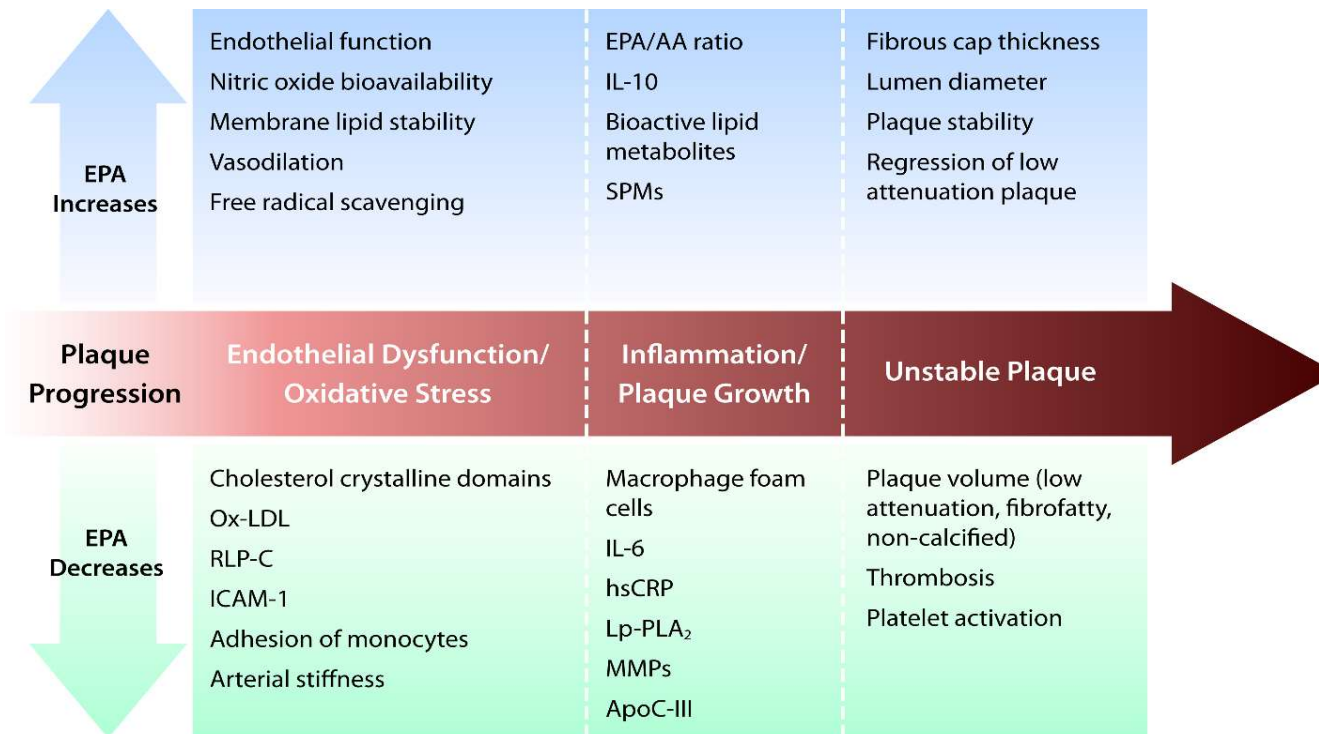 EPA
Increases
Endothelial function
Nitric oxide bioavailability
Membrane lipid stability
Vasodilation
Free radical scavenging
EPA/AA ratio
IL-10
Bioactive lipid
metabolites
SPMs
Fibrous cap thickness
Lumen diameter
Plaque stability
Regression of low
attenuation plaque
Plaque
Progression
Endothelial Dysfunction/
Oxidative Stress
Inflammation/
Plaque Growth
Unstable Plaque
EPA
Decreases
Cholesterol crystalline domains
Ox-LDL
RLP-C
ICAM-1
Adhesion of monocytes
Arterial stiffness
Macrophage foam
cells
IL-6
hsCRP
Lp-PLA₂
MMPs
ApoC-III
Plaque volume (low
attenuation, fibrofatty,
non-calcified)
Thrombosis
Platelet activation